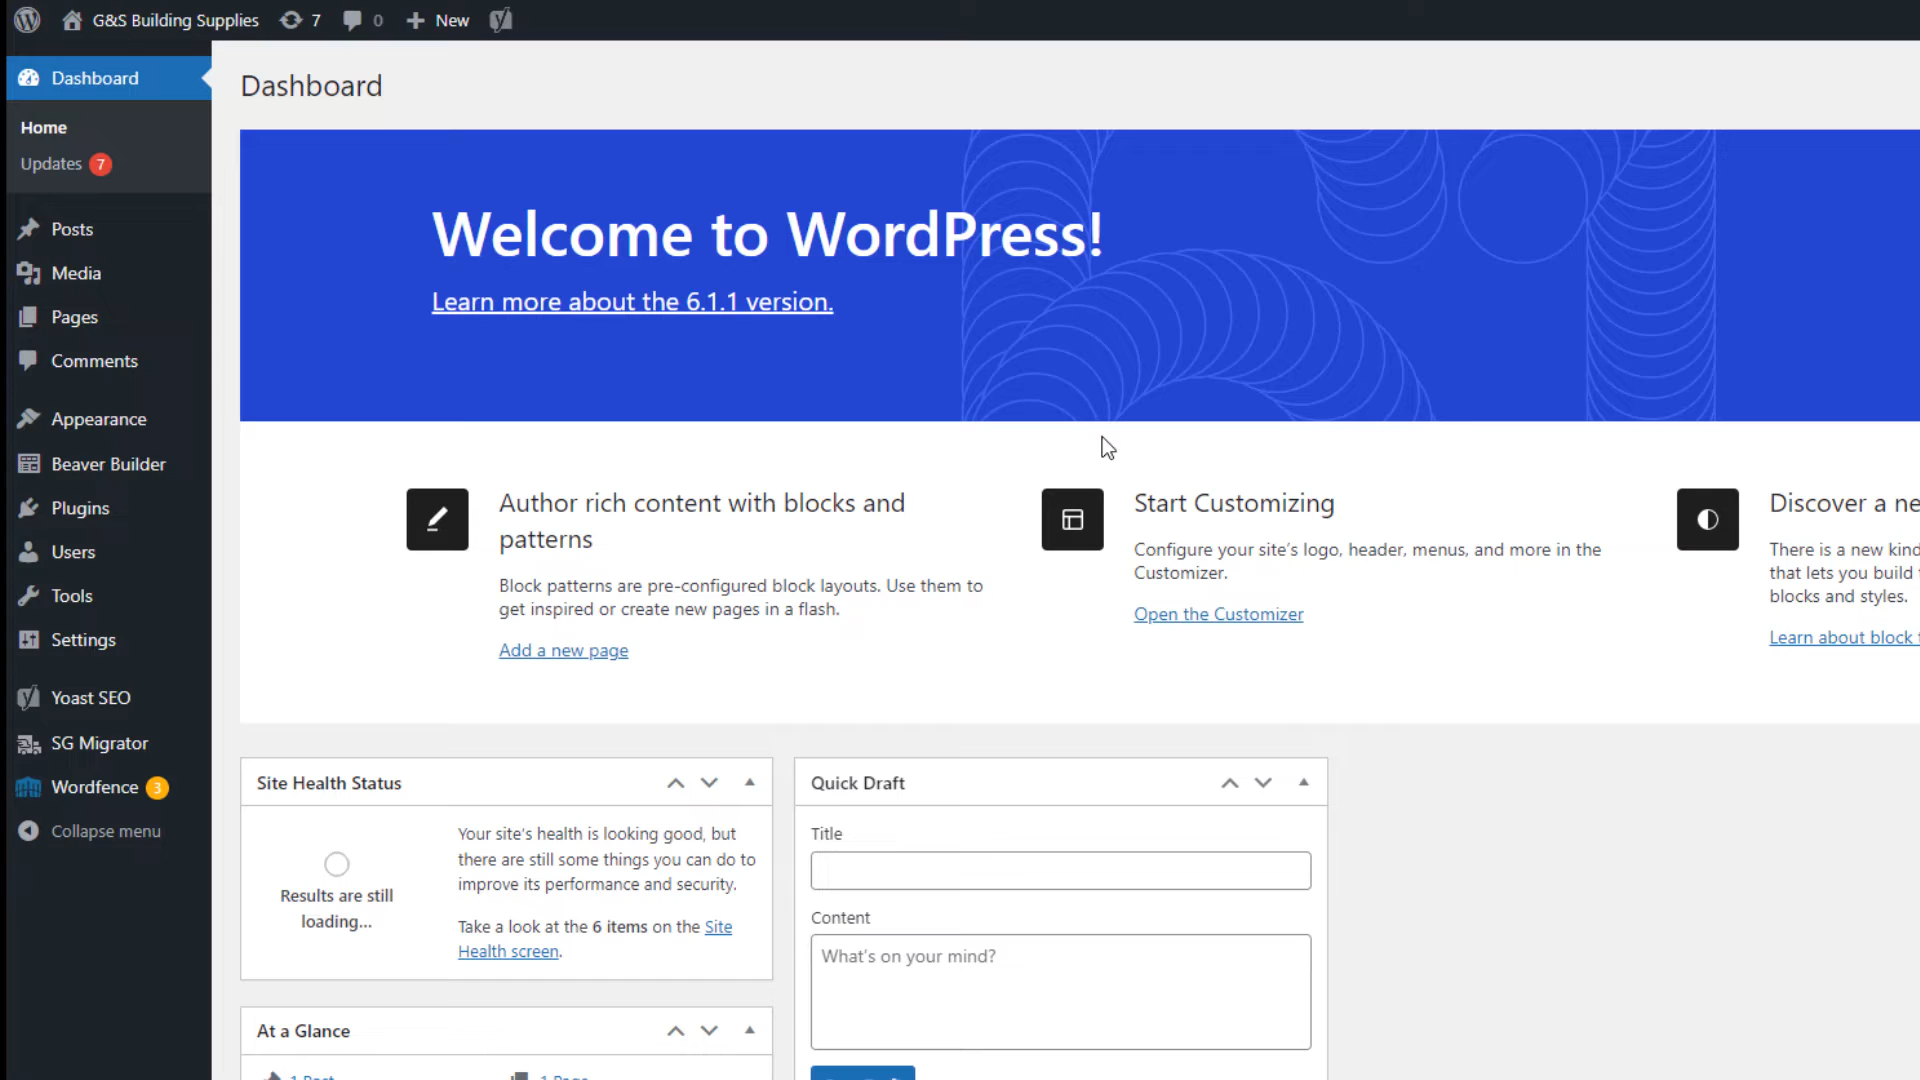 G&S Building Supplies 7 0 New
Dashboard
Home
Updates 7
Posts
Media
Pages
Comments
Appearance
Beaver Builder
Plugins
Users
Tools
Settings
Yoast SEO
SG Migrator
Wordfence 3
Collapse menu
Dashboard
Welcome to WordPress!
Learn more about the 6.1.1 version.
Author rich content with blocks and
patterns
Block patterns are pre-configured block layouts. Use them to
get inspired or create new pages in a flash.
Add a new page
Start Customizing
Configure your site's logo, header, menus, and more in the
Customizer.
Open the Customizer
Discover a
There is a new
that lets you build
blocks and styles.
Learn about block
Site Health Status
Results are still
loading...
Your site's health is looking good, but
there are still some things you can do to
improve its performance and security.
Take a look at the 6 items on the Site
Health screen.
At a Glance
1 Post
1 Page
Quick Draft
Title
Content
What's on your mind?